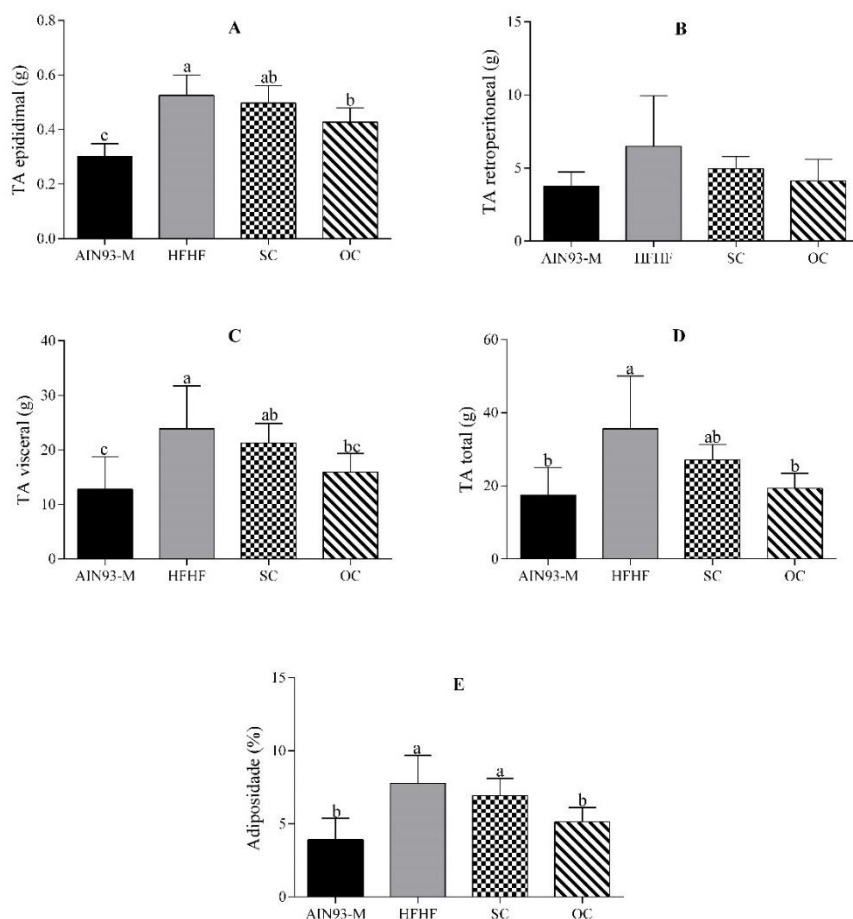 A
TA epididimal (g)
0.8
0.6
0.4
0.2
0.0
c
a
ab
b
AIN93-M HFHF SC OC
B
TA retroperitoneal (g)
15
10
5
0
AIN93-M HFHF SC OC
C
TA visceral (g)
40
30
20
10
0
c
a
ab
bc
AIN93-M HFHF SC OC
D
TA total (g)
60
40
20
0
b
a
ab
b
AIN93-M HFHF SC OC
E
Adiposidade (%)
15
10
5
0
b
a
a
b
AIN93-M HFHF SC OC